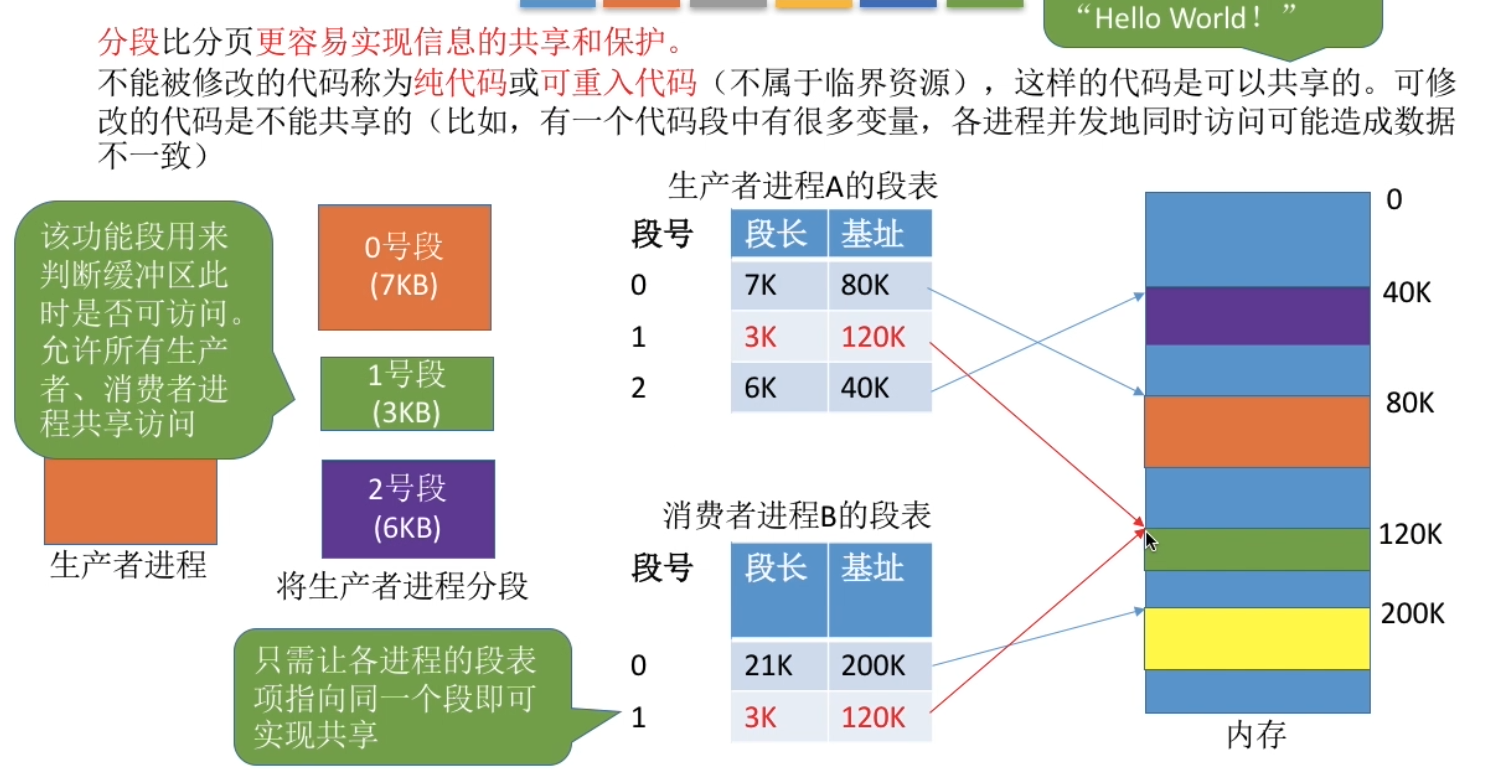 “Hello World！”
分段比分页更容易实现信息的共享和保护。
不能被修改的代码称为纯代码或可重入代码（不属于临界资源），这样的代码是可以共享的。可修
改的代码是不能共享的（比如，有一个代码段中有很多变量，各进程并发地同时访问可能造成数据
不一致）
该功能段用来
判断缓冲区此
时是否可访问。
允许所有生产
者、消费者进
程共享访问
生产者进程
0号段
(7KB)
1号段
(3KB)
2号段
(6KB)
将生产者进程分段
生产者进程A的段表
段号 段长 基址
0 7K 80K
1 3K 120K
2 6K 40K
消费者进程B的段表
段号 段长 基址
0 21K 200K
1 3K 120K
只需让各进程的段表
项指向同一个段即可
实现共享
0
40K
80K
120K
200K
内存